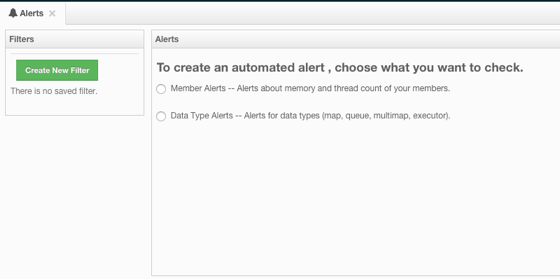 Alerts
Filters
Create New Filter
There is no saved filter.
Alerts
To create an automated alert , choose what you want to check.
Member Alerts -- Alerts about memory and thread count of your members.
Data Type Alerts -- Alerts for data types (map, queue, multimap, executor).